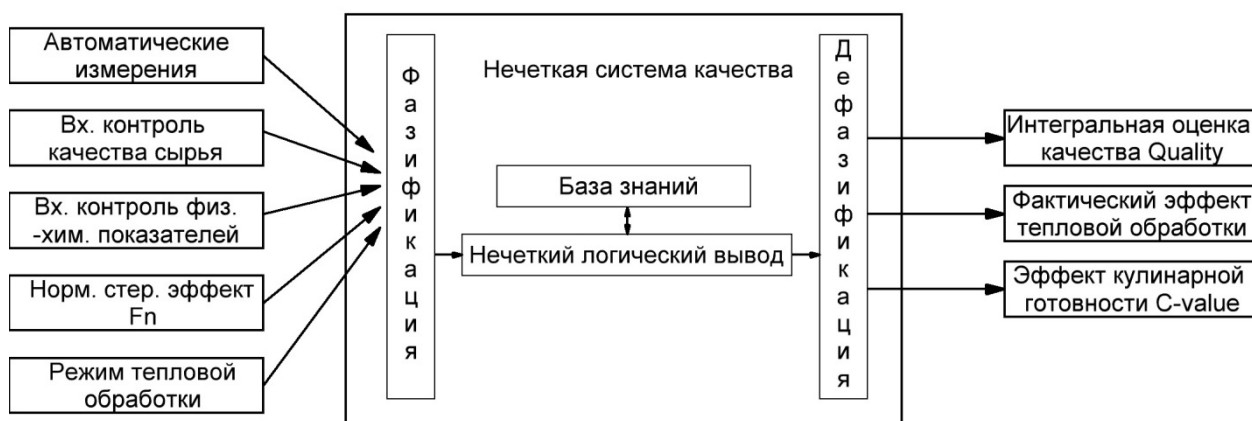 Автоматические
измерения
Вх. контроль
качества сырья
Вх. контроль физ.
-хим. показателей
Норм. стер. эффект
Fn
Режим тепловой
обработки
Фазификация
Нечеткая система качества
База знаний
Нечеткий логический вывод
Дефазификация
Интегральная оценка
качества Quality
Фактический эффект
тепловой обработки
Эффект кулинарной
готовности C-value